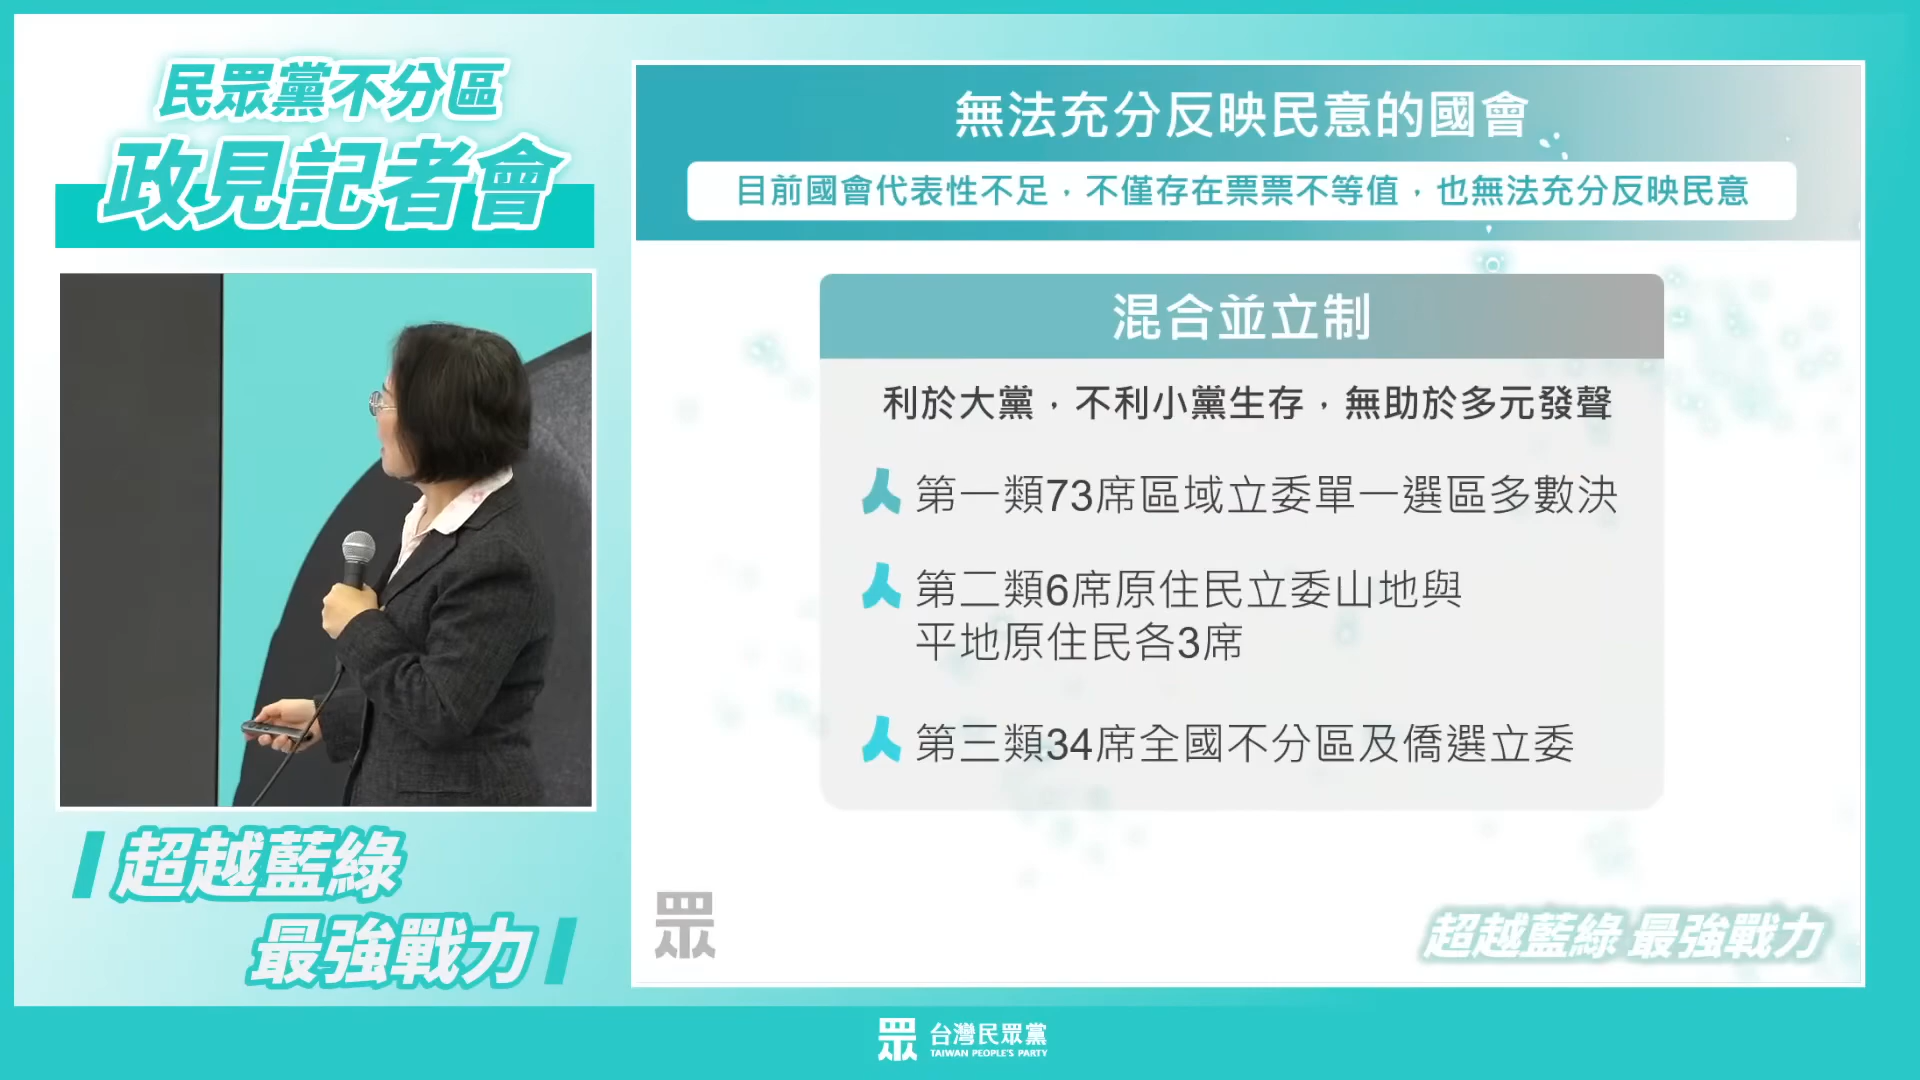 民眾黨不分區
政見記者會
超越藍綠
最強戰力
無法充分反映民意的國會
目前國會代表性不足，不僅存在票票不等值，也無法充分反映民意
混合並立制
利於大黨，不利小黨生存，無助於多元發聲
第一類73席區域立委單一選區多數決
第二類6席原住民立委山地與
平地原住民各3席
第三類34席全國不分區及僑選立委
眾
超越藍綠 最強戰力
眾 台灣民眾黨
TAIWAN PEOPLE'S PARTY